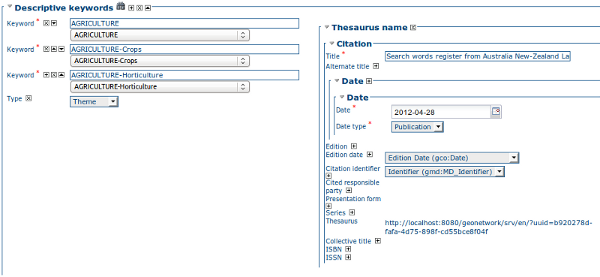 Descriptive keywords
Keyword * AGRICULTURE
AGRICULTURE
Keyword * AGRICULTURE-Crops
AGRICULTURE-Crops
Keyword * AGRICULTURE-Horticulture
AGRICULTURE-Horticulture
Type Theme
Thesaurus name
Citation
Title * Search words register from Australia New-Zealand La
Alternate title
Date
Date
Date * 2012-04-28
Date type * Publication
Edition
Edition date Edition Date (gco:Date)
Citation identifier Identifier (gmd:MD_Identifier)
Cited responsible
party
Presentation form
Series
Thesaurus http://localhost:8080/geonetwork/srv/en/?uuid=b920278d-
fafa-4d75-898f-cd55bce8f04f
Collective title
ISBN
ISSN